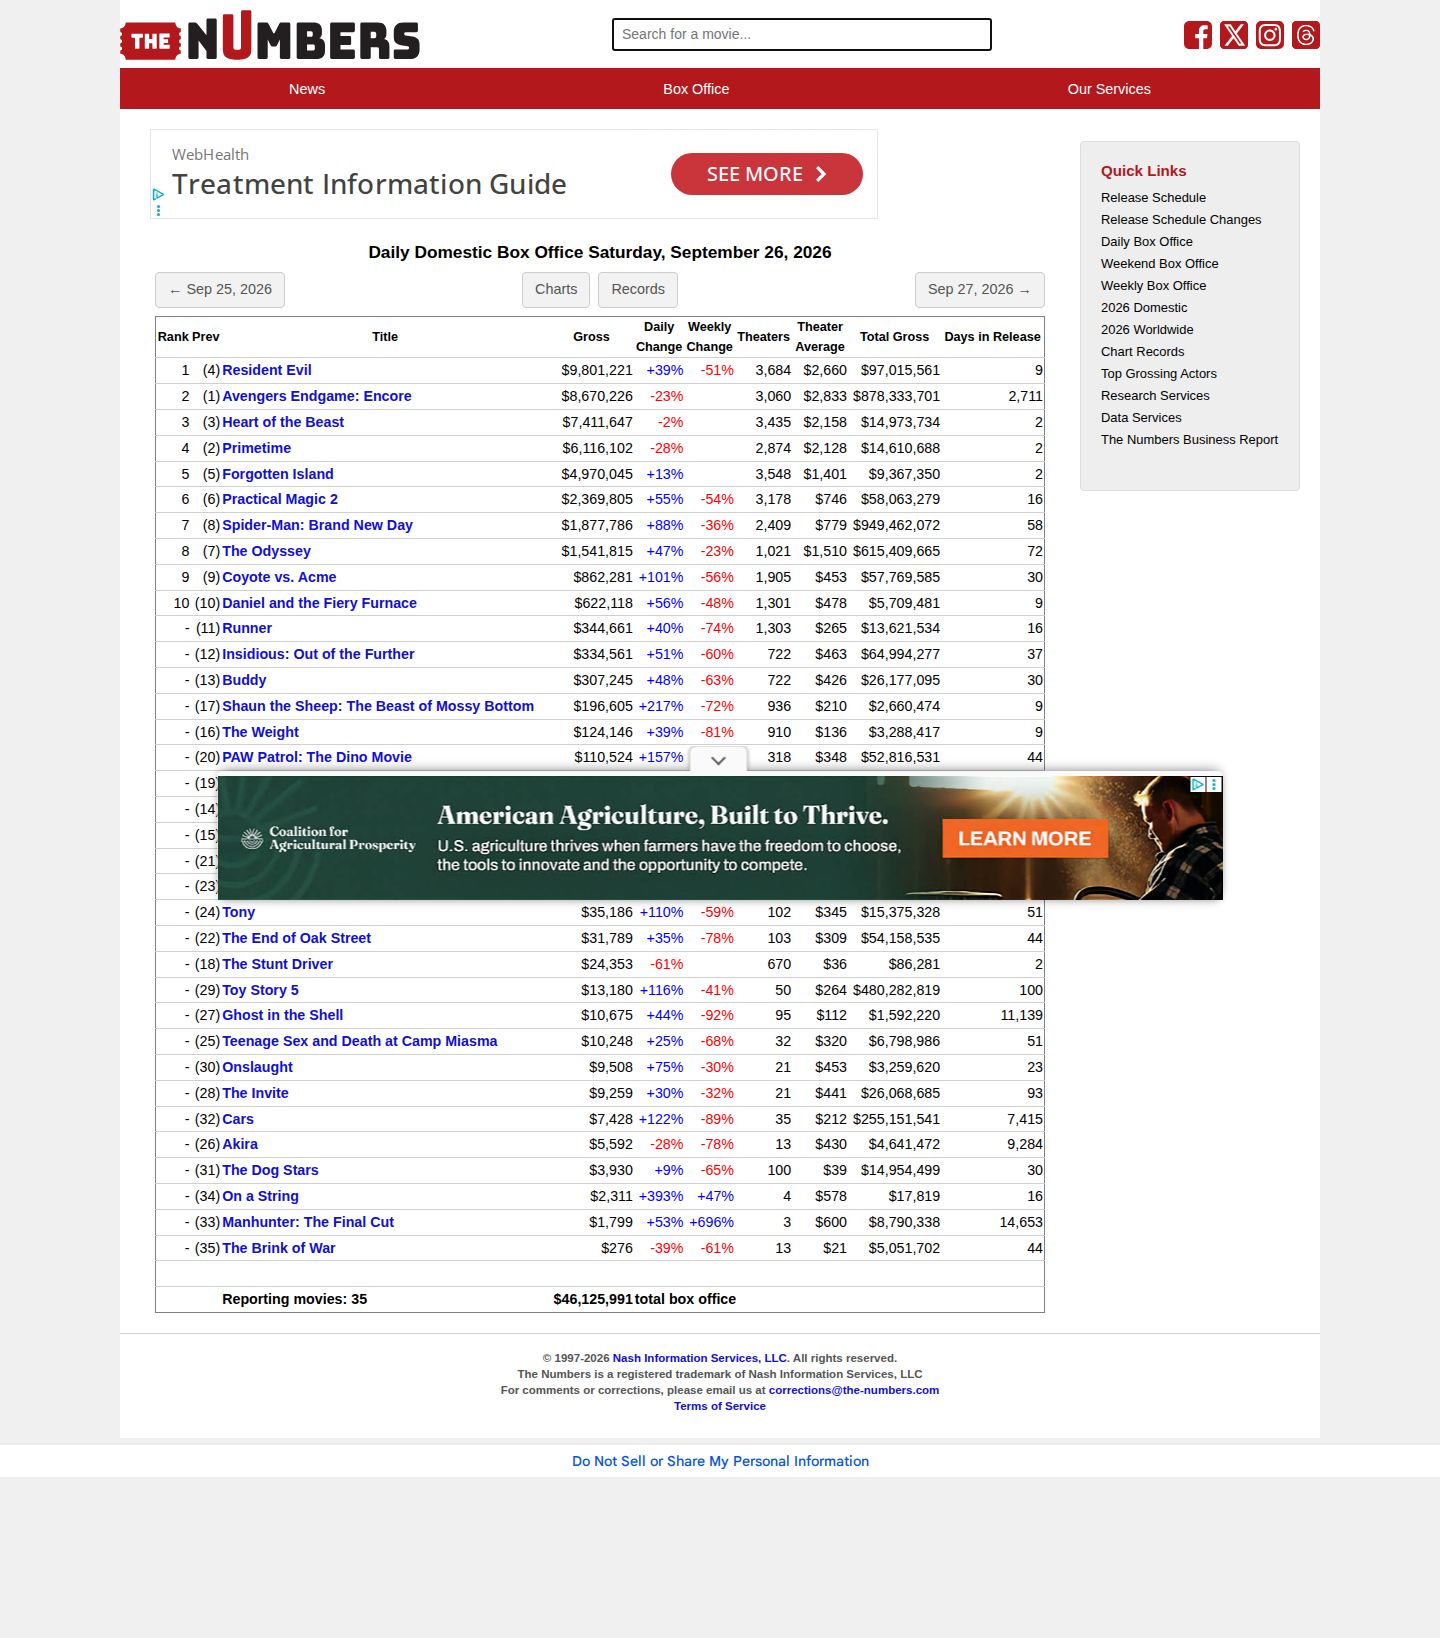 THE NUMBERS
Search for a movie...
News Box Office Our Services
WebHealth
Treatment Information Guide
SEE MORE
Quick Links
Release Schedule
Release Schedule Changes
Daily Box Office
Weekend Box Office
Weekly Box Office
2026 Domestic
2026 Worldwide
Chart Records
Top Grossing Actors
Research Services
Data Services
The Numbers Business Report
Daily Domestic Box Office Saturday, September 26, 2026
← Sep 25, 2026 Charts Records Sep 27, 2026 →
Rank Prev Title Gross Daily Change Weekly Change Theaters Theater Average Total Gross Days in Release
1 (4) Resident Evil $9,801,221 +39% -51% 3,684 $2,660 $97,015,561 9
2 (1) Avengers Endgame: Encore $8,670,226 -23% 3,060 $2,833 $878,333,701 2,711
3 (3) Heart of the Beast $7,411,647 -2% 3,435 $2,158 $14,973,734 2
4 (2) Primetime $6,116,102 -28% 2,874 $2,128 $14,610,688 2
5 (5) Forgotten Island $4,970,045 +13% 3,548 $1,401 $9,367,350 2
6 (6) Practical Magic 2 $2,369,805 +55% -54% 3,178 $746 $58,063,279 16
7 (8) Spider-Man: Brand New Day $1,877,786 +88% -36% 2,409 $779 $949,462,072 58
8 (7) The Odyssey $1,541,815 +47% -23% 1,021 $1,510 $615,409,665 72
9 (9) Coyote vs. Acme $862,281 +101% -56% 1,905 $453 $57,769,585 30
10 (10) Daniel and the Fiery Furnace $622,118 +56% -48% 1,301 $478 $5,709,481 9
- (11) Runner $344,661 +40% -74% 1,303 $265 $13,621,534 16
- (12) Insidious: Out of the Further $334,561 +51% -60% 722 $463 $64,994,277 37
- (13) Buddy $307,245 +48% -63% 722 $426 $26,177,095 30
- (17) Shaun the Sheep: The Beast of Mossy Bottom $196,605 +217% -72% 936 $210 $2,660,474 9
- (16) The Weight $124,146 +39% -81% 910 $136 $3,288,417 9
- (20) PAW Patrol: The Dino Movie $110,524 +157% 318 $348 $52,816,531 44
- (19)
- (14)
- (15)
- (21)
- (23)
Coalition for
Agricultural Prosperity
American Agriculture, Built to Thrive.
U.S. agriculture thrives when farmers have the freedom to choose,
the tools to innovate and the opportunity to compete.
LEARN MORE
- (24) Tony $35,186 +110% -59% 102 $345 $15,375,328 51
- (22) The End of Oak Street $31,789 +35% -78% 103 $309 $54,158,535 44
- (18) The Stunt Driver $24,353 -61% 670 $36 $86,281 2
- (29) Toy Story 5 $13,180 +116% -41% 50 $264 $480,282,819 100
- (27) Ghost in the Shell $10,675 +44% -92% 95 $112 $1,592,220 11,139
- (25) Teenage Sex and Death at Camp Miasma $10,248 +25% -68% 32 $320 $6,798,986 51
- (30) Onslaught $9,508 +75% -30% 21 $453 $3,259,620 23
- (28) The Invite $9,259 +30% -32% 21 $441 $26,068,685 93
- (32) Cars $7,428 +122% -89% 35 $212 $255,151,541 7,415
- (26) Akira $5,592 -28% -78% 13 $430 $4,641,472 9,284
- (31) The Dog Stars $3,930 +9% -65% 100 $39 $14,954,499 30
- (34) On a String $2,311 +393% +47% 4 $578 $17,819 16
- (33) Manhunter: The Final Cut $1,799 +53% +696% 3 $600 $8,790,338 14,653
- (35) The Brink of War $276 -39% -61% 13 $21 $5,051,702 44
Reporting movies: 35 $46,125,991 total box office
© 1997-2026 Nash Information Services, LLC. All rights reserved.
The Numbers is a registered trademark of Nash Information Services, LLC
For comments or corrections, please email us at corrections@the-numbers.com
Terms of Service
Do Not Sell or Share My Personal Information